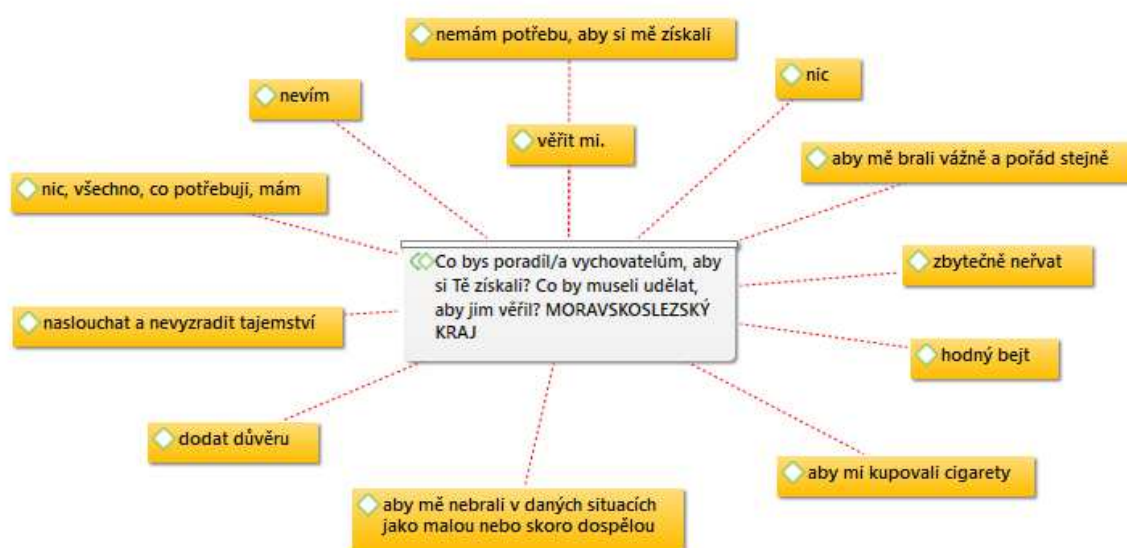 nemám potřebu, aby si mě získali
nic
nevím
věřit mi.
aby mě brali vážně a pořád stejně
nic, všechno, co potřebuji, mám
Co bys poradil/a vychovatelům, aby
si Tě získali? Co by museli udělat,
aby jim věřil? MORAVSKOSLEZSKÝ
KRAJ
zbytečně neřvat
naslouchat a nevyzradit tajemství
hodný bejt
dodat důvěru
aby mi kupovali cigarety
aby mě nebrali v daných situacích
jako malou nebo skoro dospělou